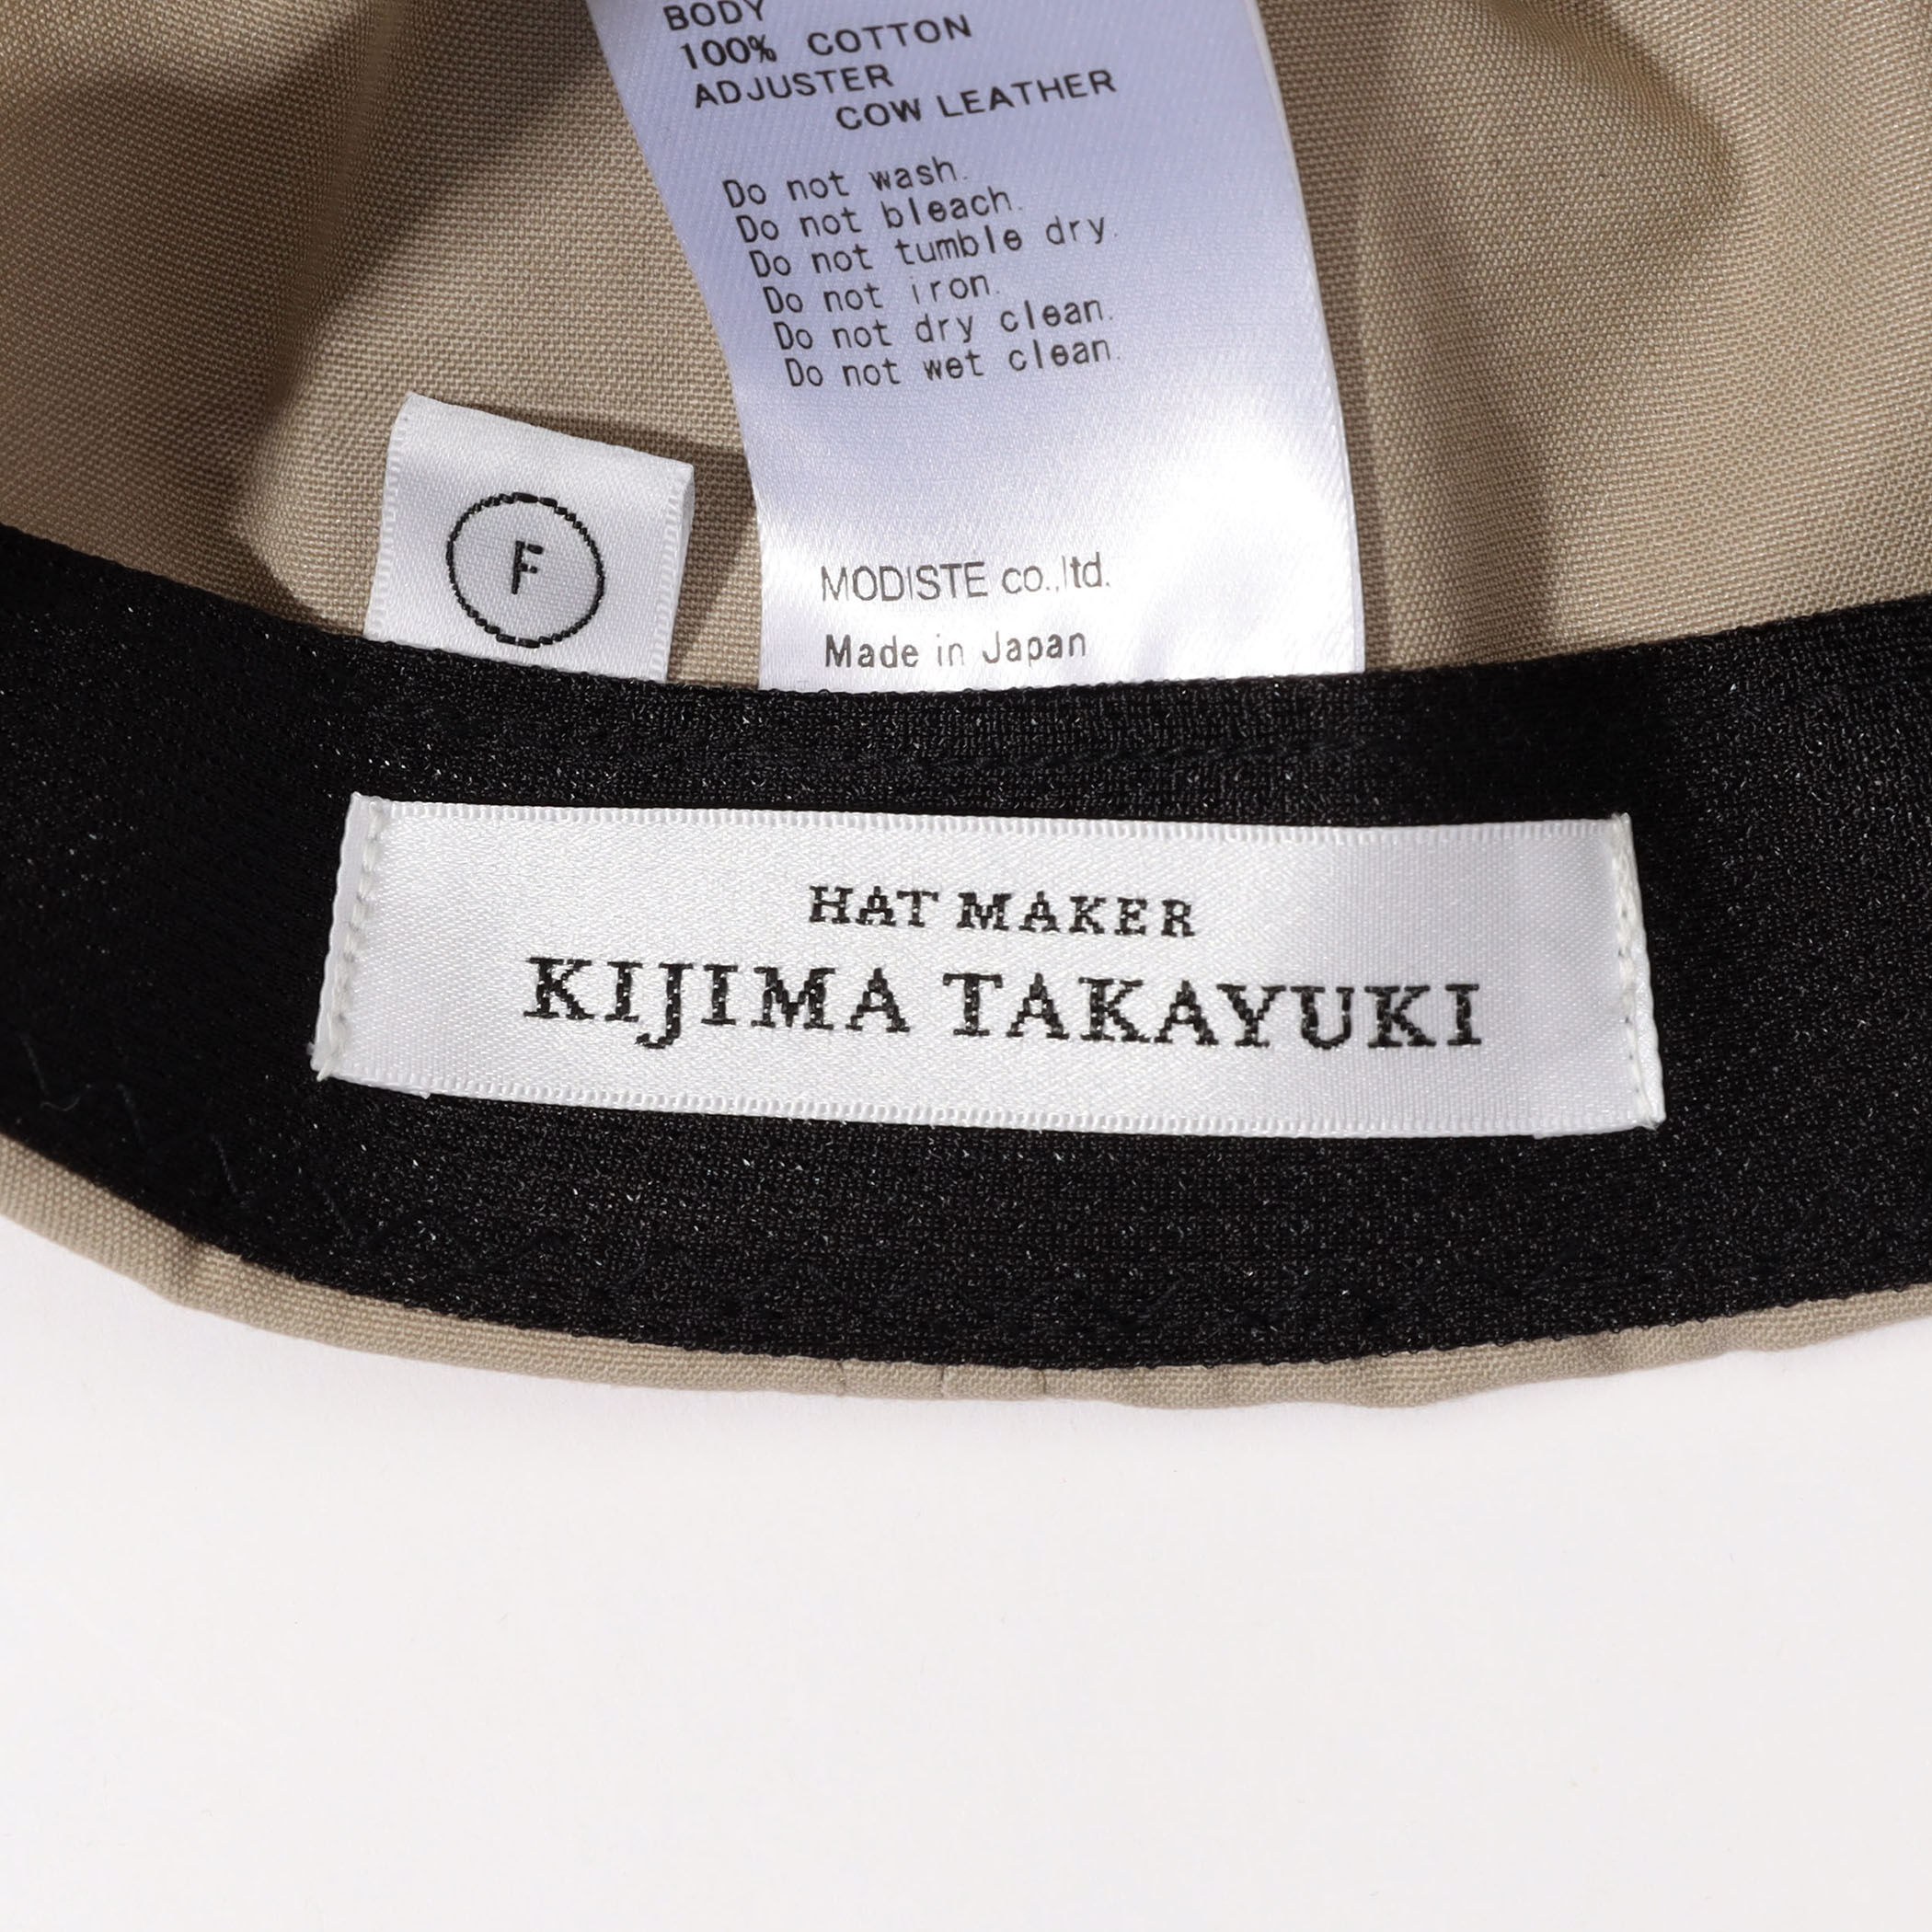 BODY
100% COTTON
ADJUSTER
COW LEATHER
Do not wash.
Do not bleach.
Do not tumble dry.
Do not iron.
Do not dry clean.
Do not wet clean.
F
MODISTE co.,ltd.
Made in Japan
HAT MAKER
KIJIMA TAKAYUKI